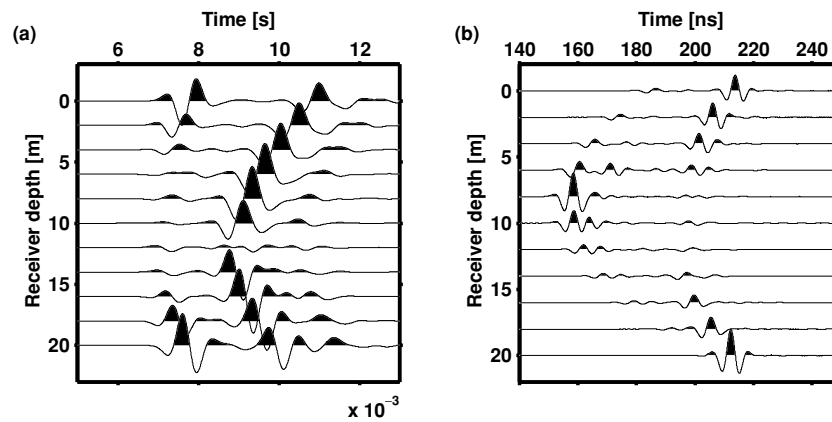 Time [s]
(a)
6 8 10 12
Receiver depth [m]
0
5
10
15
20
x 10⁻³
Time [ns]
(b)
140 160 180 200 220 240
Receiver depth [m]
0
5
10
15
20